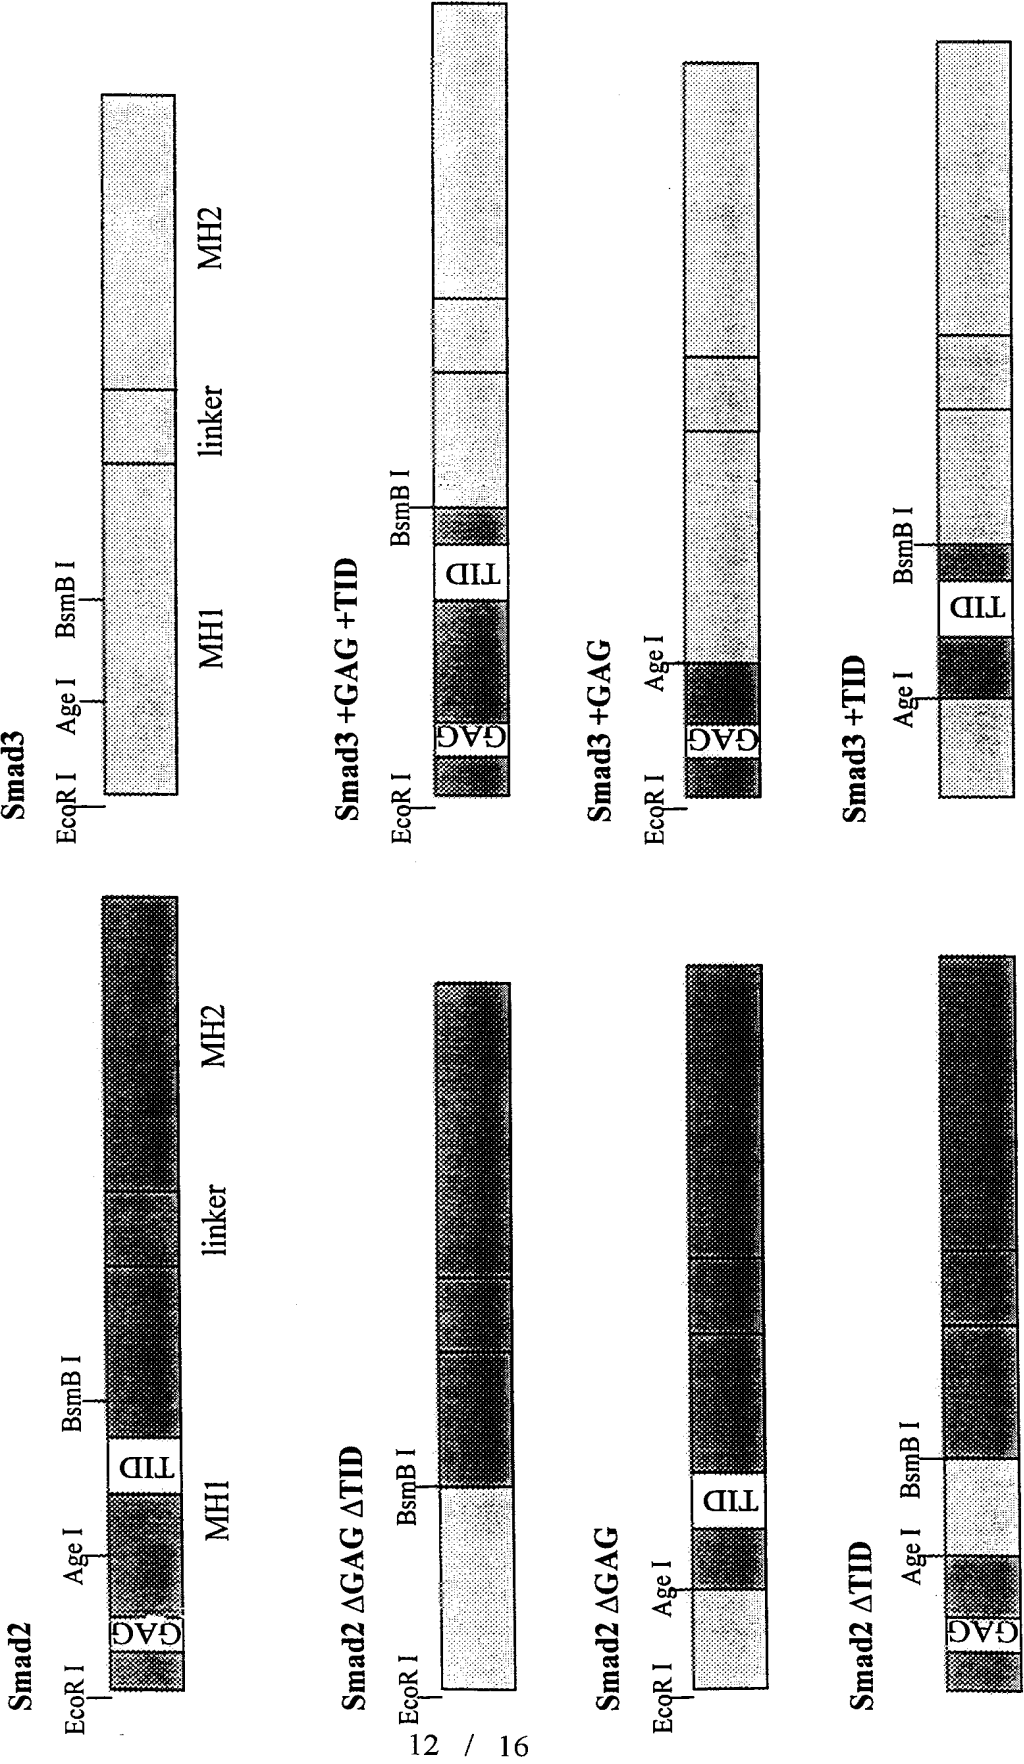 Smad2
EcoR I
Age I
BsmB I
GAG
TID
MH1
linker
MH2
Smad2 ΔGAG ΔTID
EcoR I
BsmB I
Smad2 ΔGAG
EcoR I
Age I
TID
Smad2 ΔTID
Age I
BsmB I
GAG
Smad3
EcoR I
Age I
BsmB I
MH1
linker
MH2
Smad3 +GAG +TID
EcoR I
BsmB I
GAG
TID
Smad3 +GAG
EcoR I
Age I
GAG
Smad3 +TID
Age I
BsmB I
TID
12 / 16